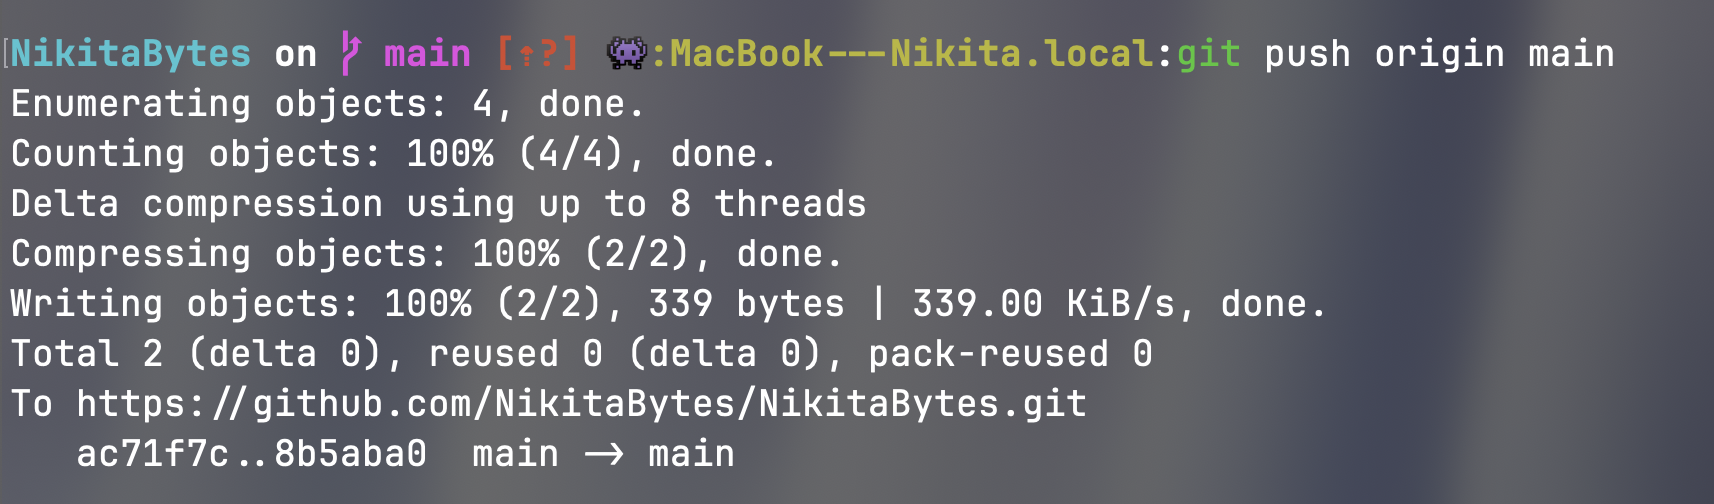 NikitaBytes on main [⇡?] 👾:MacBook---Nikita.local:git push origin main
Enumerating objects: 4, done.
Counting objects: 100% (4/4), done.
Delta compression using up to 8 threads
Compressing objects: 100% (2/2), done.
Writing objects: 100% (2/2), 339 bytes | 339.00 KiB/s, done.
Total 2 (delta 0), reused 0 (delta 0), pack-reused 0
To https://github.com/NikitaBytes/NikitaBytes.git
   ac71f7c..8b5aba0  main -> main